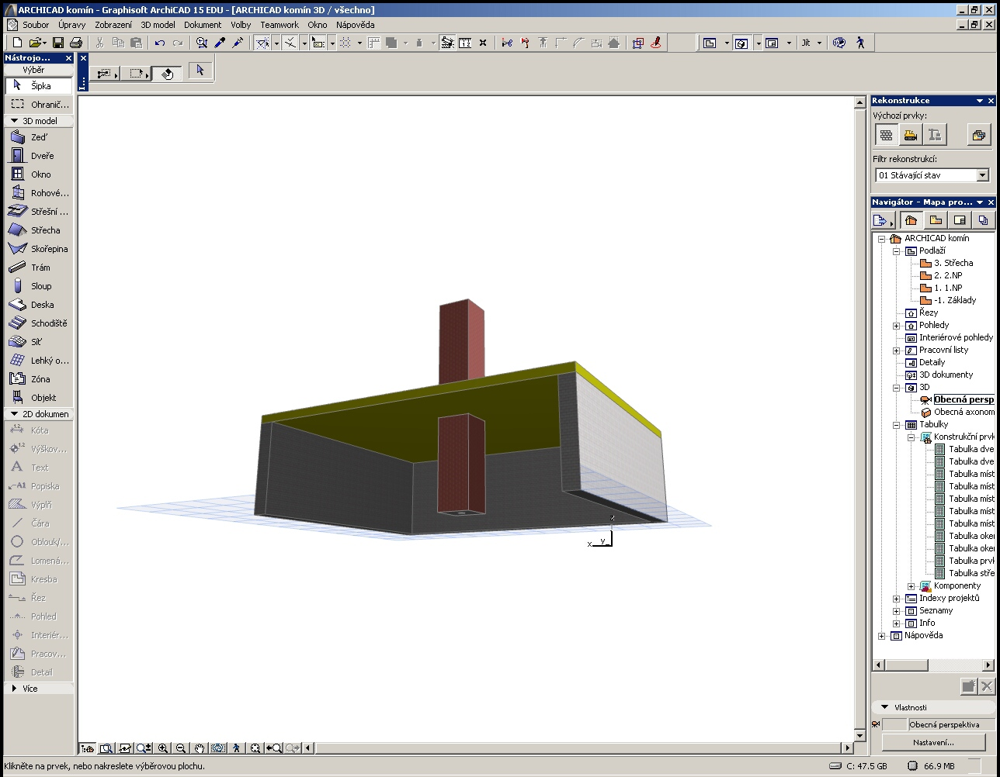 ARCHICAD komín - Graphisoft ArchiCAD 15 EDU - [ARCHICAD komín 3D / všechno]
Soubor Úpravy Zobrazení 3D model Dokument Volby Teamwork Okno Nápověda
Jit
Nástrojo...
Výběr
Šipka
Ohranič...
3D model
Zeď
Dveře
Okno
Rohové...
Střešní ...
Střecha
Skořepina
Trám
Sloup
Deska
Schodiště
Síť
Lehký o...
Zóna
Objekt
2D dokumen
Kóta
Výškov...
Text
Popiska
Výplň
Čára
Oblouk/...
Lomená...
Kresba
Řez
Pohled
Interiér...
Pracov...
Detail
Více
z
x y
Rekonstrukce
Výchozí prvky:
Filtr rekonstrukcí:
01 Stávající stav
Navigátor - Mapa pro...
ARCHICAD komín
Podlaží
3. Střecha
2. 2.NP
1. 1.NP
-1. Základy
Řezy
Pohledy
Interiérové pohledy
Pracovní listy
Detaily
3D dokumenty
3D
Obecná persp
Obecná axonom
Tabulky
Konstrukční prvk
Tabulka dve
Tabulka dve
Tabulka míst
Tabulka míst
Tabulka míst
Tabulka míst
Tabulka míst
Tabulka oken
Tabulka oken
Tabulka prvk
Tabulka stře
Komponenty
Indexy projektů
Seznamy
Info
Nápověda
Vlastnosti
Obecná perspektiva
Nastavení...
Klikněte na prvek, nebo nakreslete výběrovou plochu.
C: 47.5 GB 66.9 MB